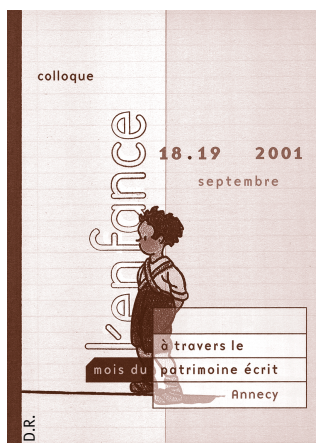 colloque
l'enfance
18.19 2001
septembre
à travers le
mois du patrimoine écrit
Annecy
D.R.